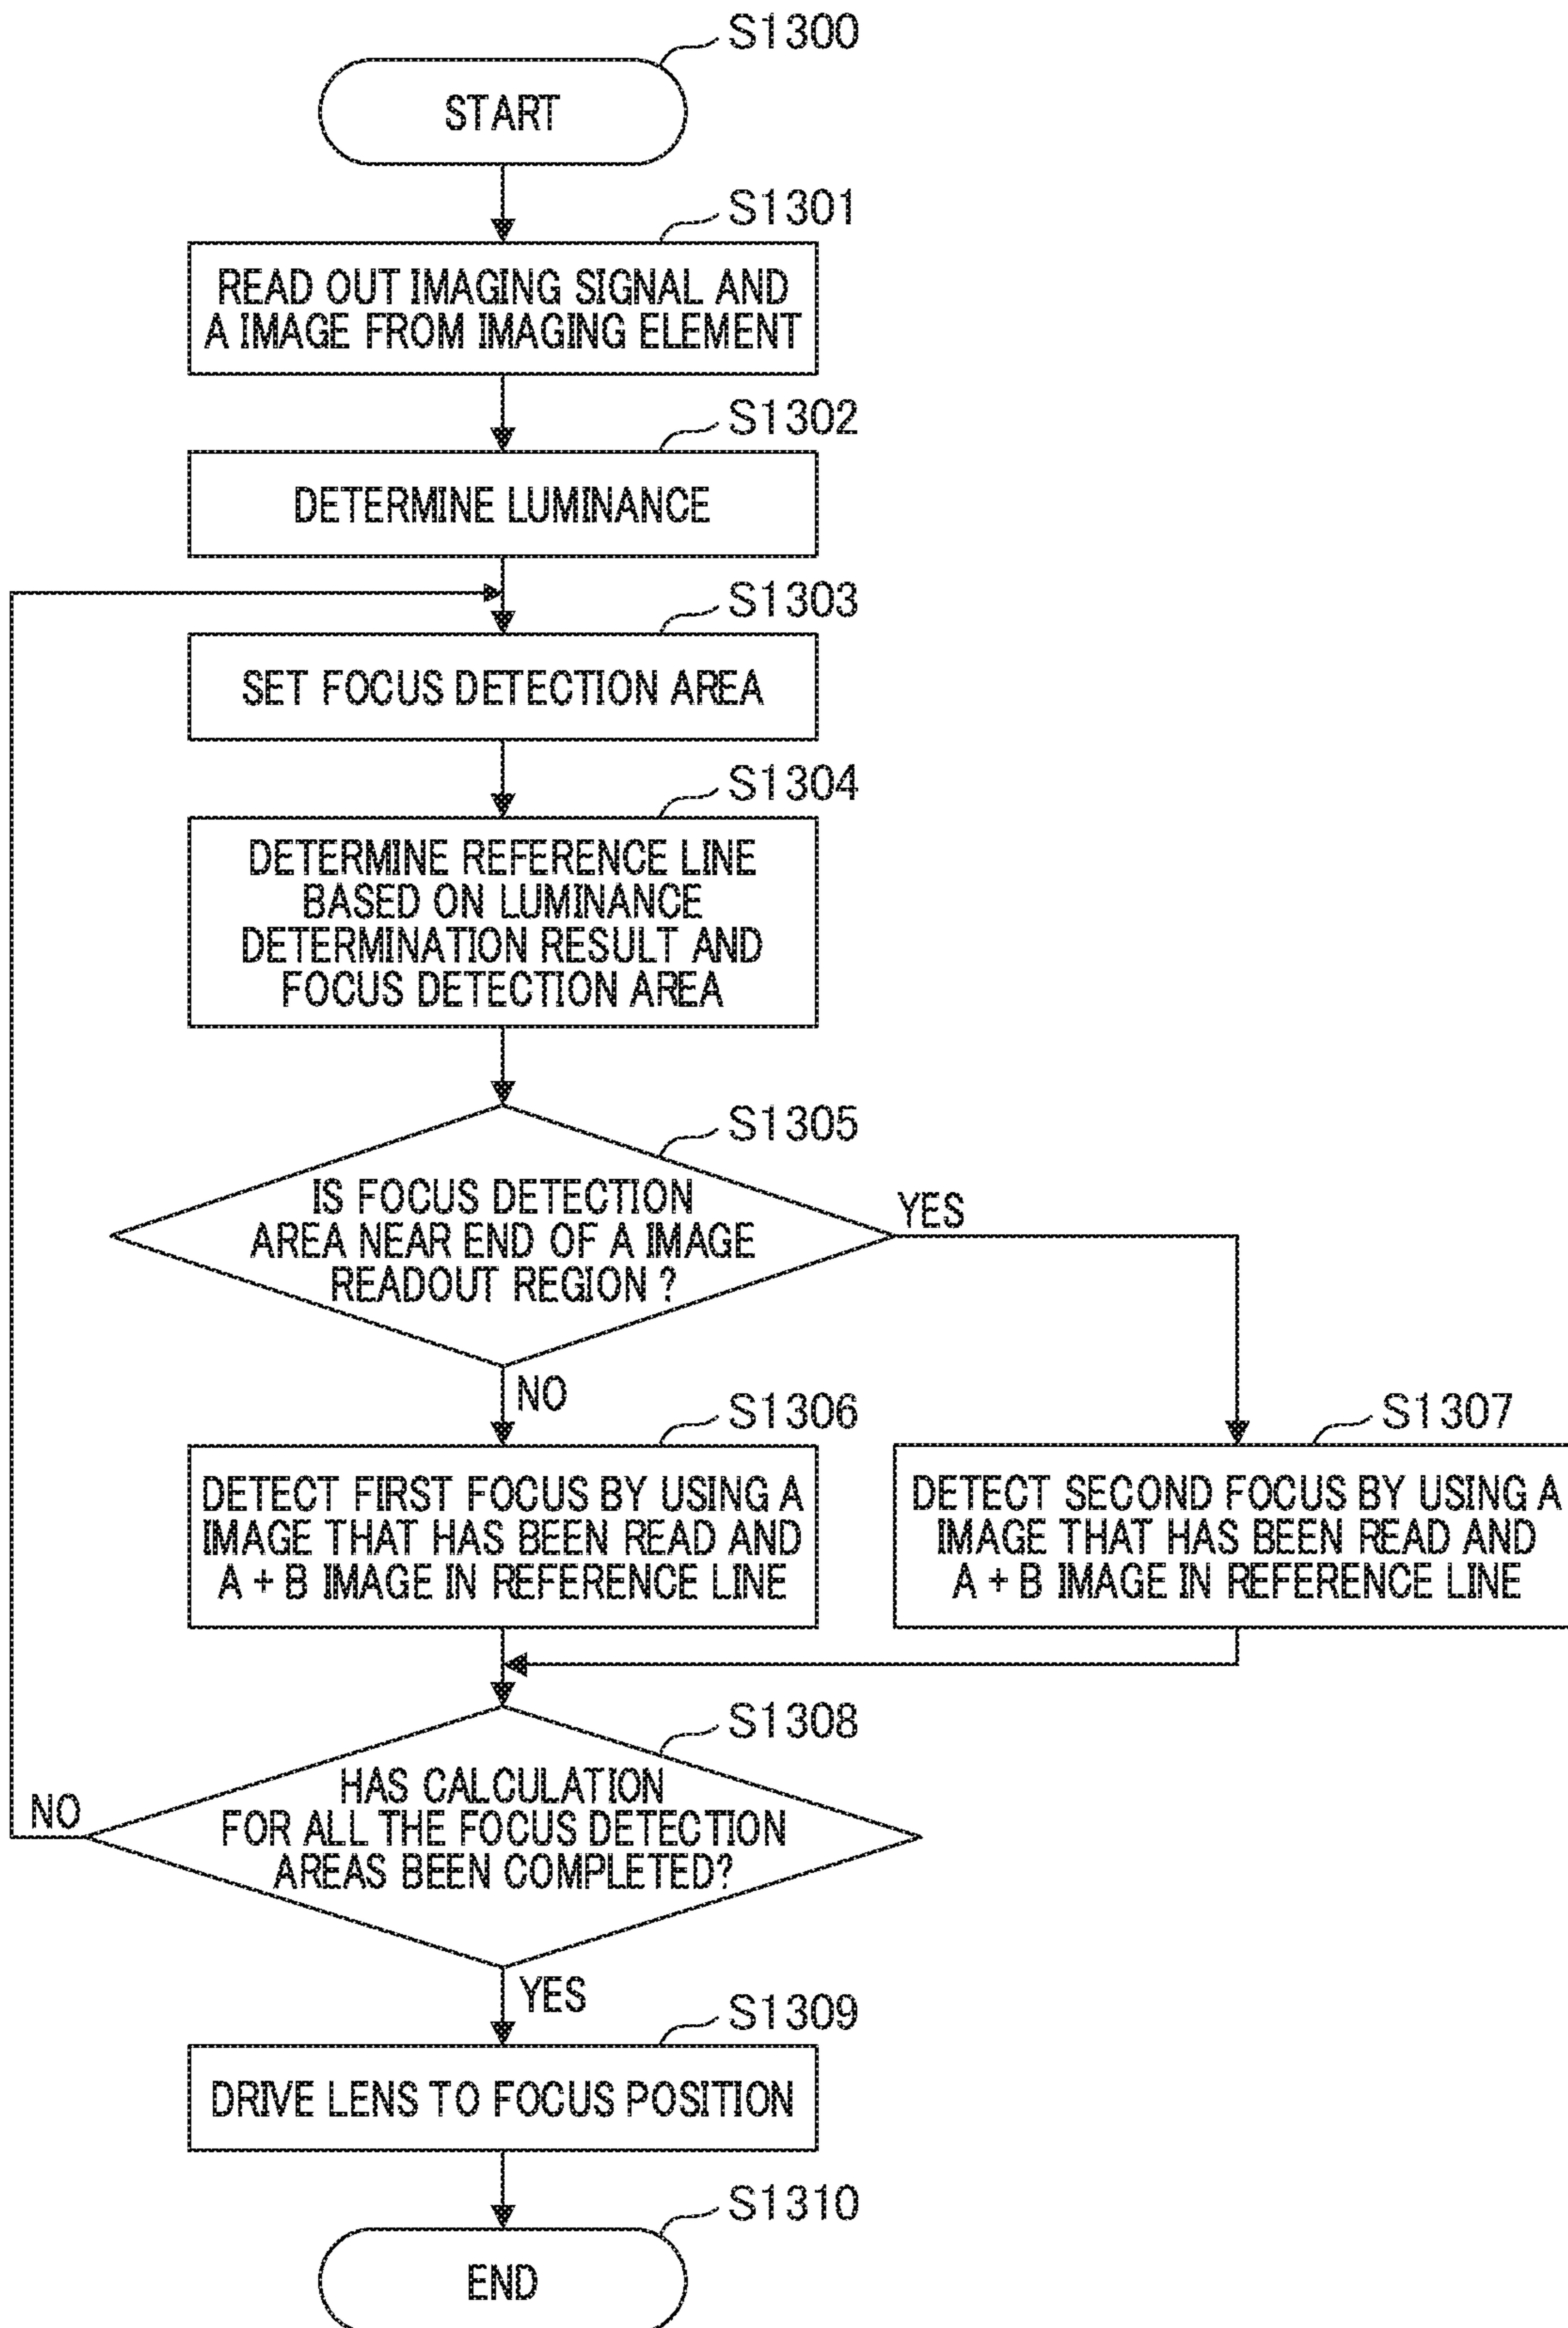 S1300
START
S1301
READ OUT IMAGING SIGNAL AND
A IMAGE FROM IMAGING ELEMENT
S1302
DETERMINE LUMINANCE
S1303
SET FOCUS DETECTION AREA
S1304
DETERMINE REFERENCE LINE
BASED ON LUMINANCE
DETERMINATION RESULT AND
FOCUS DETECTION AREA
S1305
IS FOCUS DETECTION
AREA NEAR END OF A IMAGE
READOUT REGION ?
YES
NO
S1306
DETECT FIRST FOCUS BY USING A
IMAGE THAT HAS BEEN READ AND
A + B IMAGE IN REFERENCE LINE
S1307
DETECT SECOND FOCUS BY USING A
IMAGE THAT HAS BEEN READ AND
A + B IMAGE IN REFERENCE LINE
S1308
HAS CALCULATION
FOR ALL THE FOCUS DETECTION
AREAS BEEN COMPLETED?
NO
YES
S1309
DRIVE LENS TO FOCUS POSITION
S1310
END